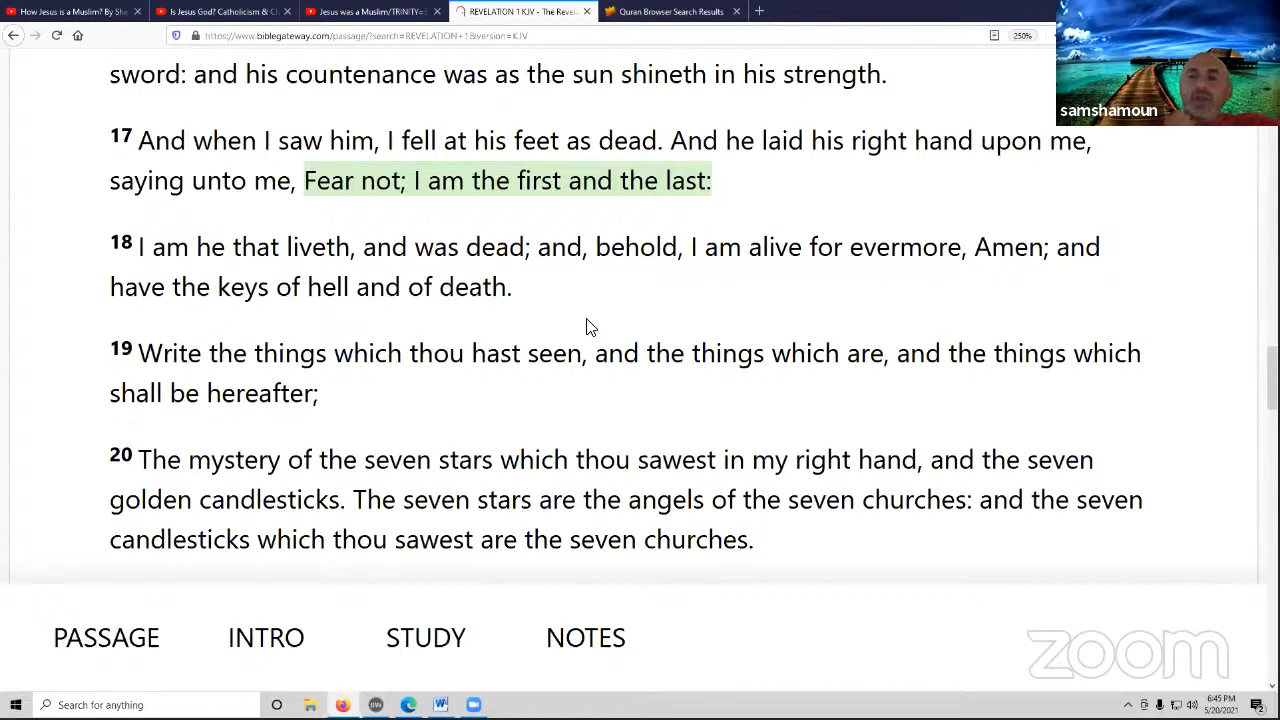 How Jesus is a Muslim? By She
Is Jesus God? Catholicism & C
Jesus was a Muslim/TRINITY=
REVELATION 1 KJV - The Reve
Quran Browser Search Results
https://www.biblegateway.com/passage/?search=REVELATION+1&version=KJV
250%
samshamoun
sword: and his countenance was as the sun shineth in his strength.
17 And when I saw him, I fell at his feet as dead. And he laid his right hand upon me,
saying unto me, Fear not; I am the first and the last:
18 I am he that liveth, and was dead; and, behold, I am alive for evermore, Amen; and
have the keys of hell and of death.
19 Write the things which thou hast seen, and the things which are, and the things which
shall be hereafter;
20 The mystery of the seven stars which thou sawest in my right hand, and the seven
golden candlesticks. The seven stars are the angels of the seven churches: and the seven
candlesticks which thou sawest are the seven churches.
PASSAGE INTRO STUDY NOTES
zoom
Search for anything
6:45 PM
5/20/2021